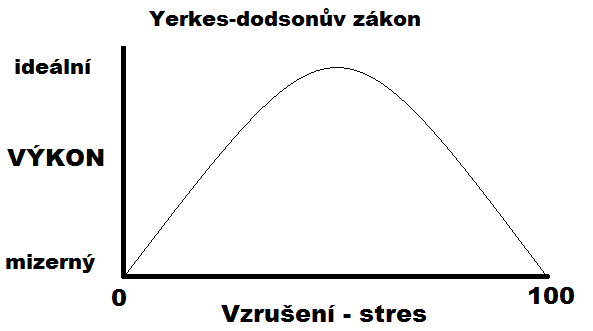 Yerkes-dodsonův zákon
ideální
VÝKON
mizerný
0
100
Vzrušení - stres